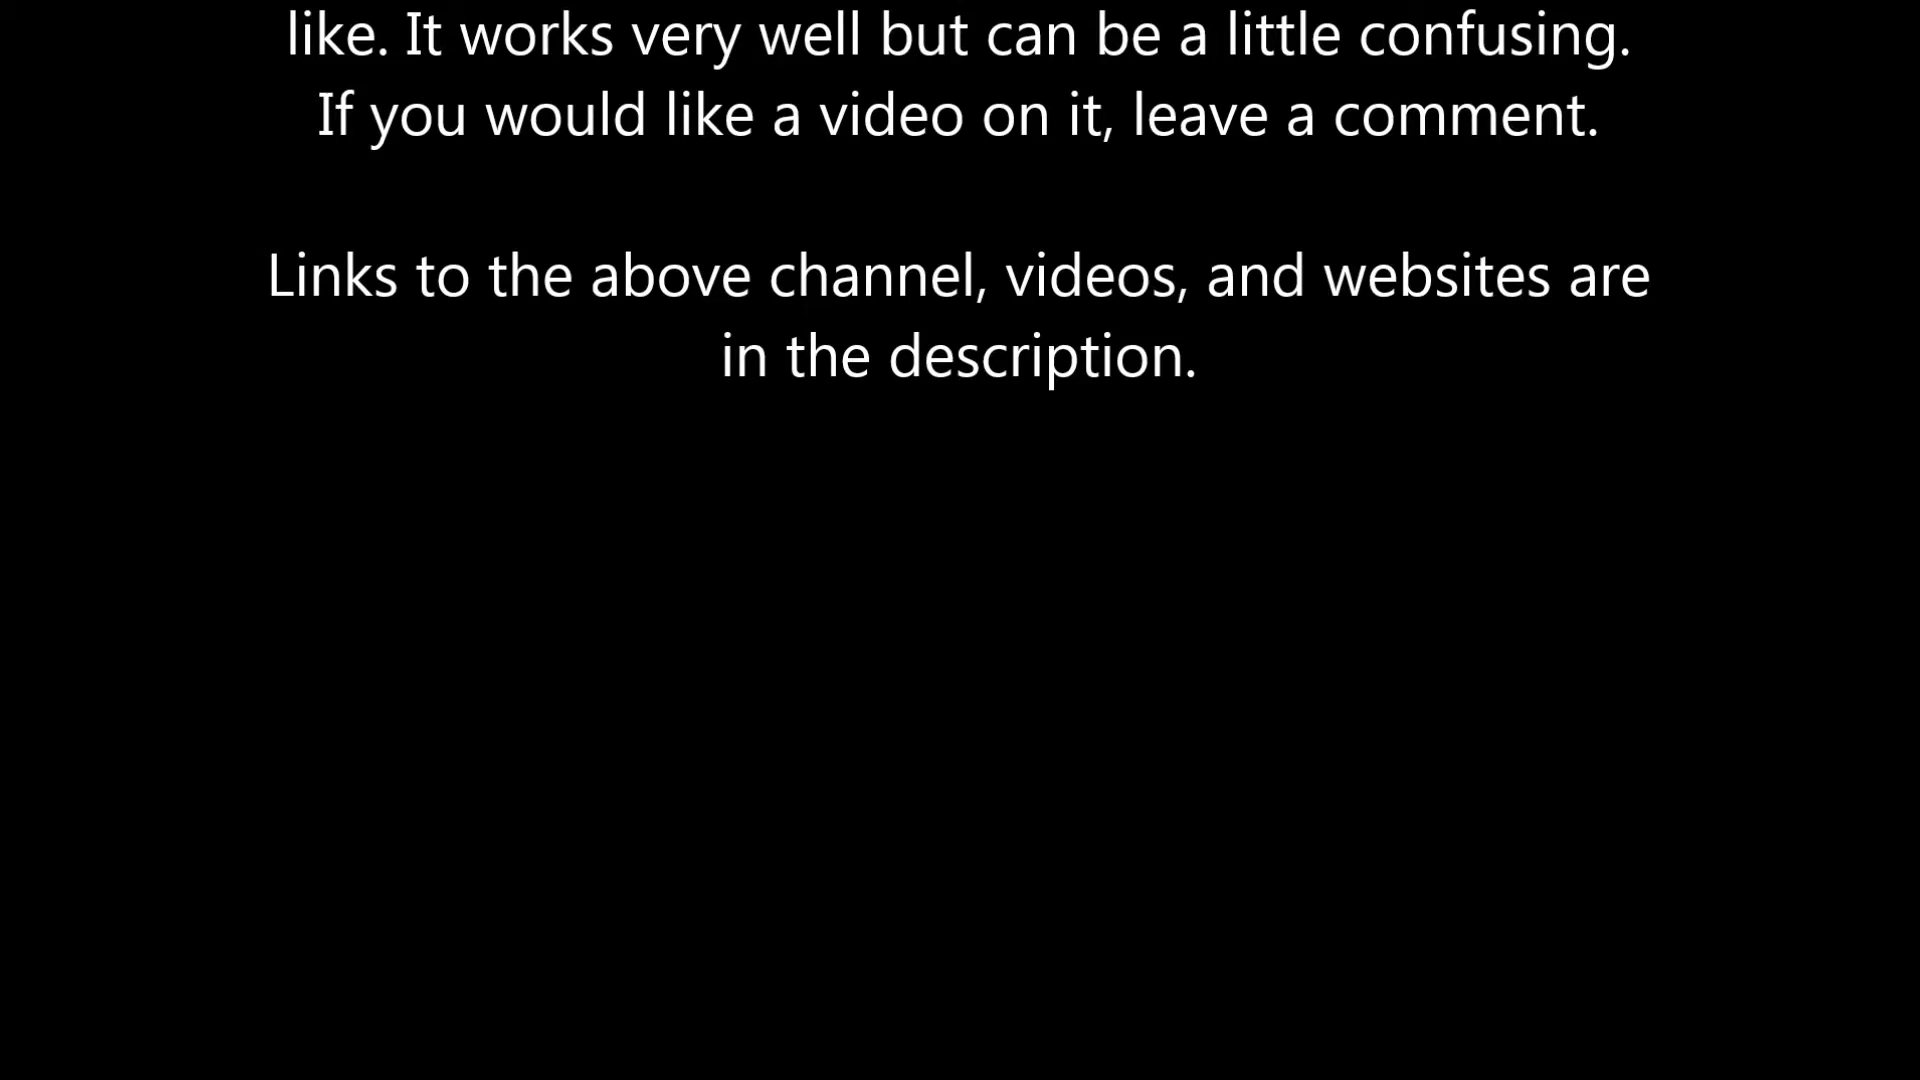 like. It works very well but can be a little confusing.
If you would like a video on it, leave a comment.
Links to the above channel, videos, and websites are
in the description.